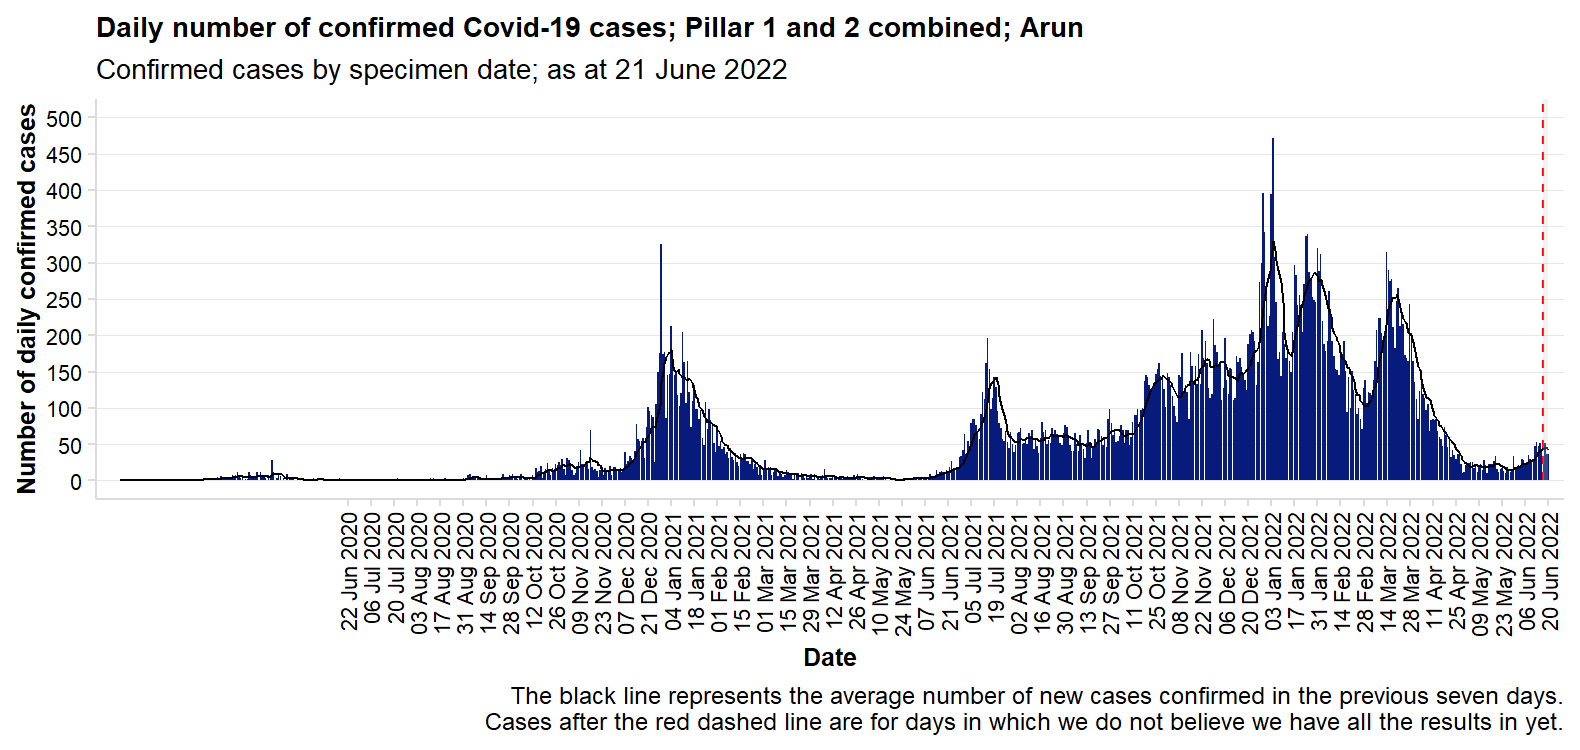 Daily number of confirmed Covid-19 cases; Pillar 1 and 2 combined; Arun
Confirmed cases by specimen date; as at 21 June 2022
Number of daily confirmed cases
500
450
400
350
300
250
200
150
100
50
0
22 Jun 2020
06 Jul 2020
20 Jul 2020
03 Aug 2020
17 Aug 2020
31 Aug 2020
14 Sep 2020
28 Sep 2020
12 Oct 2020
26 Oct 2020
09 Nov 2020
23 Nov 2020
07 Dec 2020
21 Dec 2020
04 Jan 2021
18 Jan 2021
01 Feb 2021
15 Feb 2021
01 Mar 2021
15 Mar 2021
29 Mar 2021
12 Apr 2021
26 Apr 2021
10 May 2021
24 May 2021
07 Jun 2021
21 Jun 2021
05 Jul 2021
19 Jul 2021
02 Aug 2021
16 Aug 2021
30 Aug 2021
13 Sep 2021
27 Sep 2021
11 Oct 2021
25 Oct 2021
08 Nov 2021
22 Nov 2021
06 Dec 2021
20 Dec 2021
03 Jan 2022
17 Jan 2022
31 Jan 2022
14 Feb 2022
28 Feb 2022
14 Mar 2022
28 Mar 2022
11 Apr 2022
25 Apr 2022
09 May 2022
23 May 2022
06 Jun 2022
20 Jun 2022
Date
The black line represents the average number of new cases confirmed in the previous seven days.
Cases after the red dashed line are for days in which we do not believe we have all the results in yet.